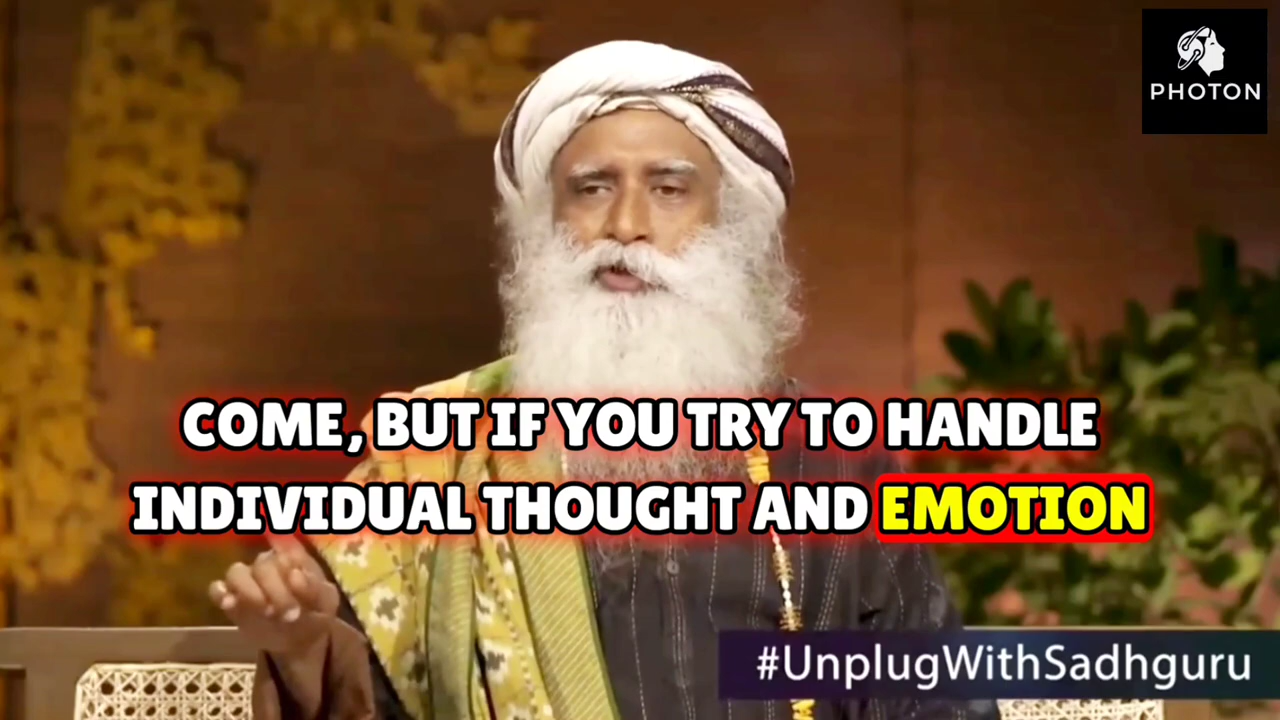 PHOTON
COME, BUT IF YOU TRY TO HANDLE
INDIVIDUAL THOUGHT AND EMOTION
#UnplugWithSadhguru